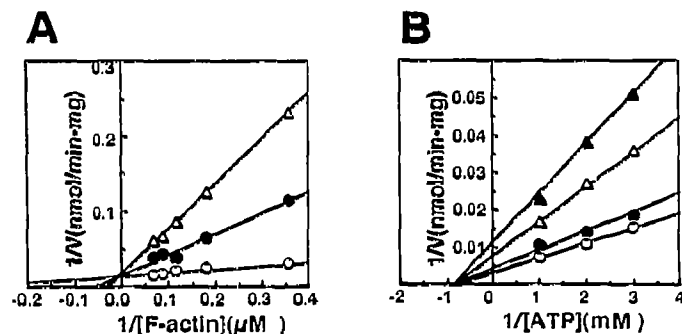 A
B
1/V(nmol/min•mg)
0.3
0.2
0.1
-0.2 -0.1 0 0.1 0.2 0.3 0.4
1/[F-actin](μM)
1/V(nmol/min•mg)
0.05
0.04
0.03
0.02
0.01
-2 -1 0 1 2 3 4
1/[ATP](mM)